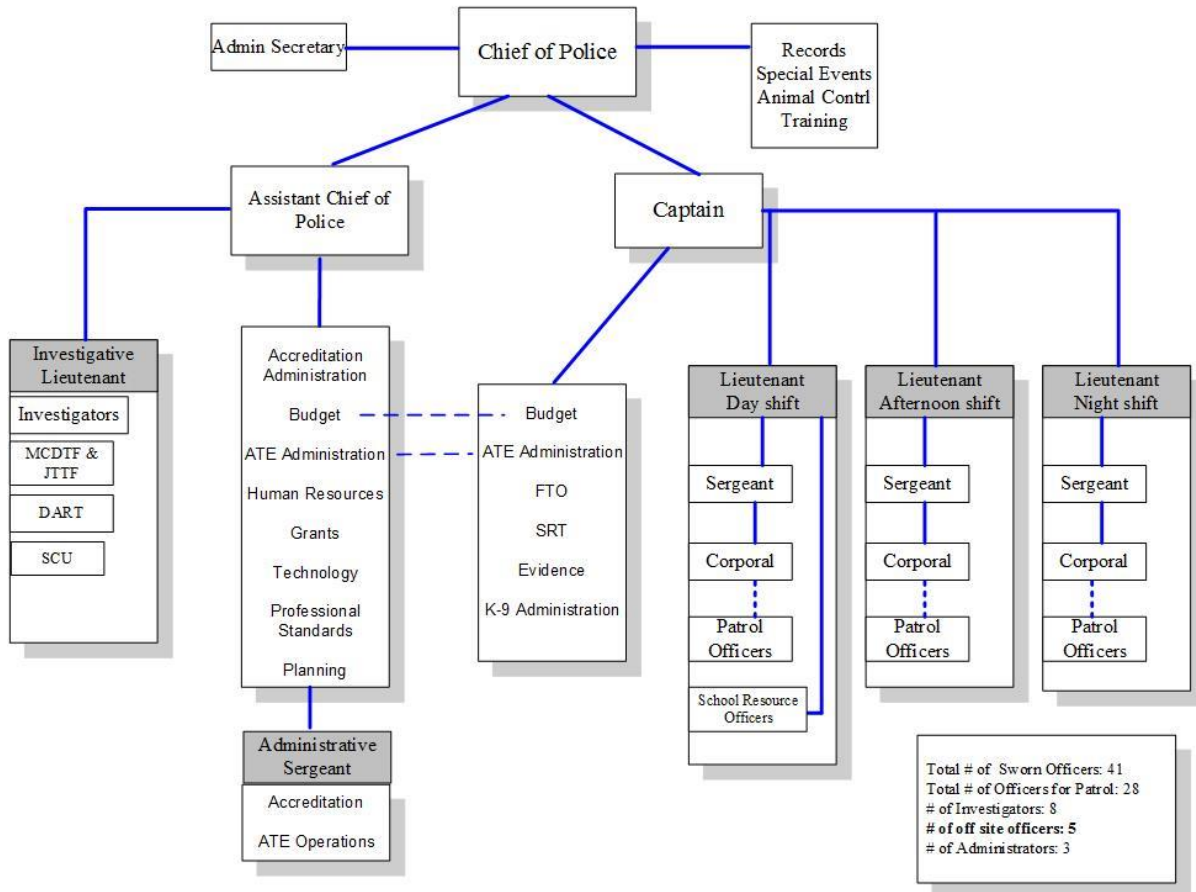 Admin Secretary
Chief of Police
Records
Special Events
Animal Contrl
Training
Assistant Chief of
Police
Captain
Investigative
Lieutenant
Investigators
MCDTF &
JTTF
DART
SCU
Accreditation
Administration
Budget
ATE Administration
Human Resources
Grants
Technology
Professional
Standards
Planning
Administrative
Sergeant
Accreditation
ATE Operations
Budget
ATE Administration
FTO
SRT
Evidence
K-9 Administration
Lieutenant
Day shift
Sergeant
Corporal
Patrol
Officers
School Resource
Officers
Lieutenant
Afternoon shift
Sergeant
Corporal
Patrol
Officers
Lieutenant
Night shift
Sergeant
Corporal
Patrol
Officers
Total # of Sworn Officers: 41
Total # of Officers for Patrol: 28
# of Investigators: 8
# of off site officers: 5
# of Administrators: 3